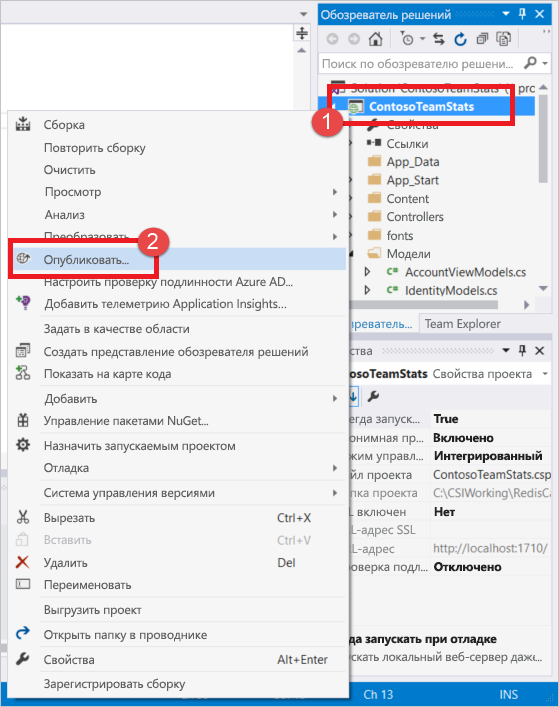 Обозреватель решений
Поиск по обозревателю решени...
Solution 'ContosoTeamStats' (
pro
ContosoTeamStats
1
Свойства
Ссылки
App_Data
App_Start
Content
Controllers
fonts
Модели
C# AccountViewModels.cs
C# IdentityModels.cs
зреватель...
Team Explorer
Сборка
Повторить сборку
Очистить
Просмотр
Анализ
Преобразовать
2
Опубликовать...
Настроить проверку подлинности Azure AD...
Добавить телеметрию Application Insights...
Задать в качестве области
Создать представление обозревателя решений
Показать на карте кода
Добавить
Управление пакетами NuGet...
Назначить запускаемым проектом
Отладка
Система управления версиями
Вырезать Ctrl+X
Вставить Ctrl+V
Удалить Del
Переименовать
Выгрузить проект
Открыть папку в проводнике
Свойства Alt+Enter
Зарегистрировать сборку
ства
osoTeamStats Свойства проекта
егда запуск... True
онимная пр... Включено
жим управл... Интегрированный
йл проекта ContosoTeamStats.csp
пка проекта C:\CSIWorking\RedisCa
L включен Нет
L-адрес SSL
L-адрес http://localhost:1710/
оверка подл... Отключено
да запускать при отладке
скать локальный веб-сервер даж
Ch 13
INS